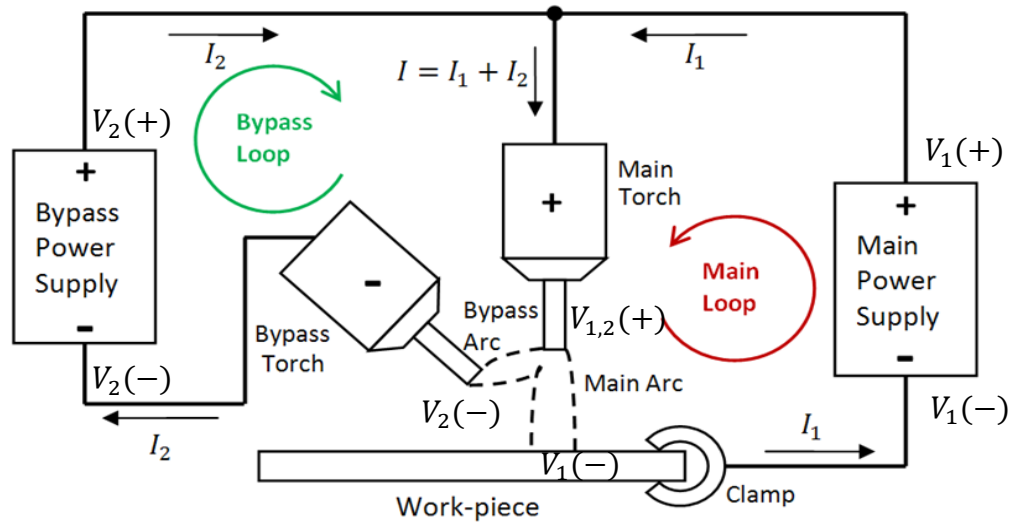 I₂
I₁
I = I₁ + I₂
V₂(+)
Bypass
Loop
V₁(+)
+
Bypass
Power
Supply
-
Main
Torch
+
+
Main
Power
Supply
-
Main
Loop
-
Bypass
Torch
Bypass
Arc
V₁,₂(+)
Main Arc
V₂(-)
V₂(-)
V₁(-)
I₂
I₁
V₁(-)
Clamp
Work-piece